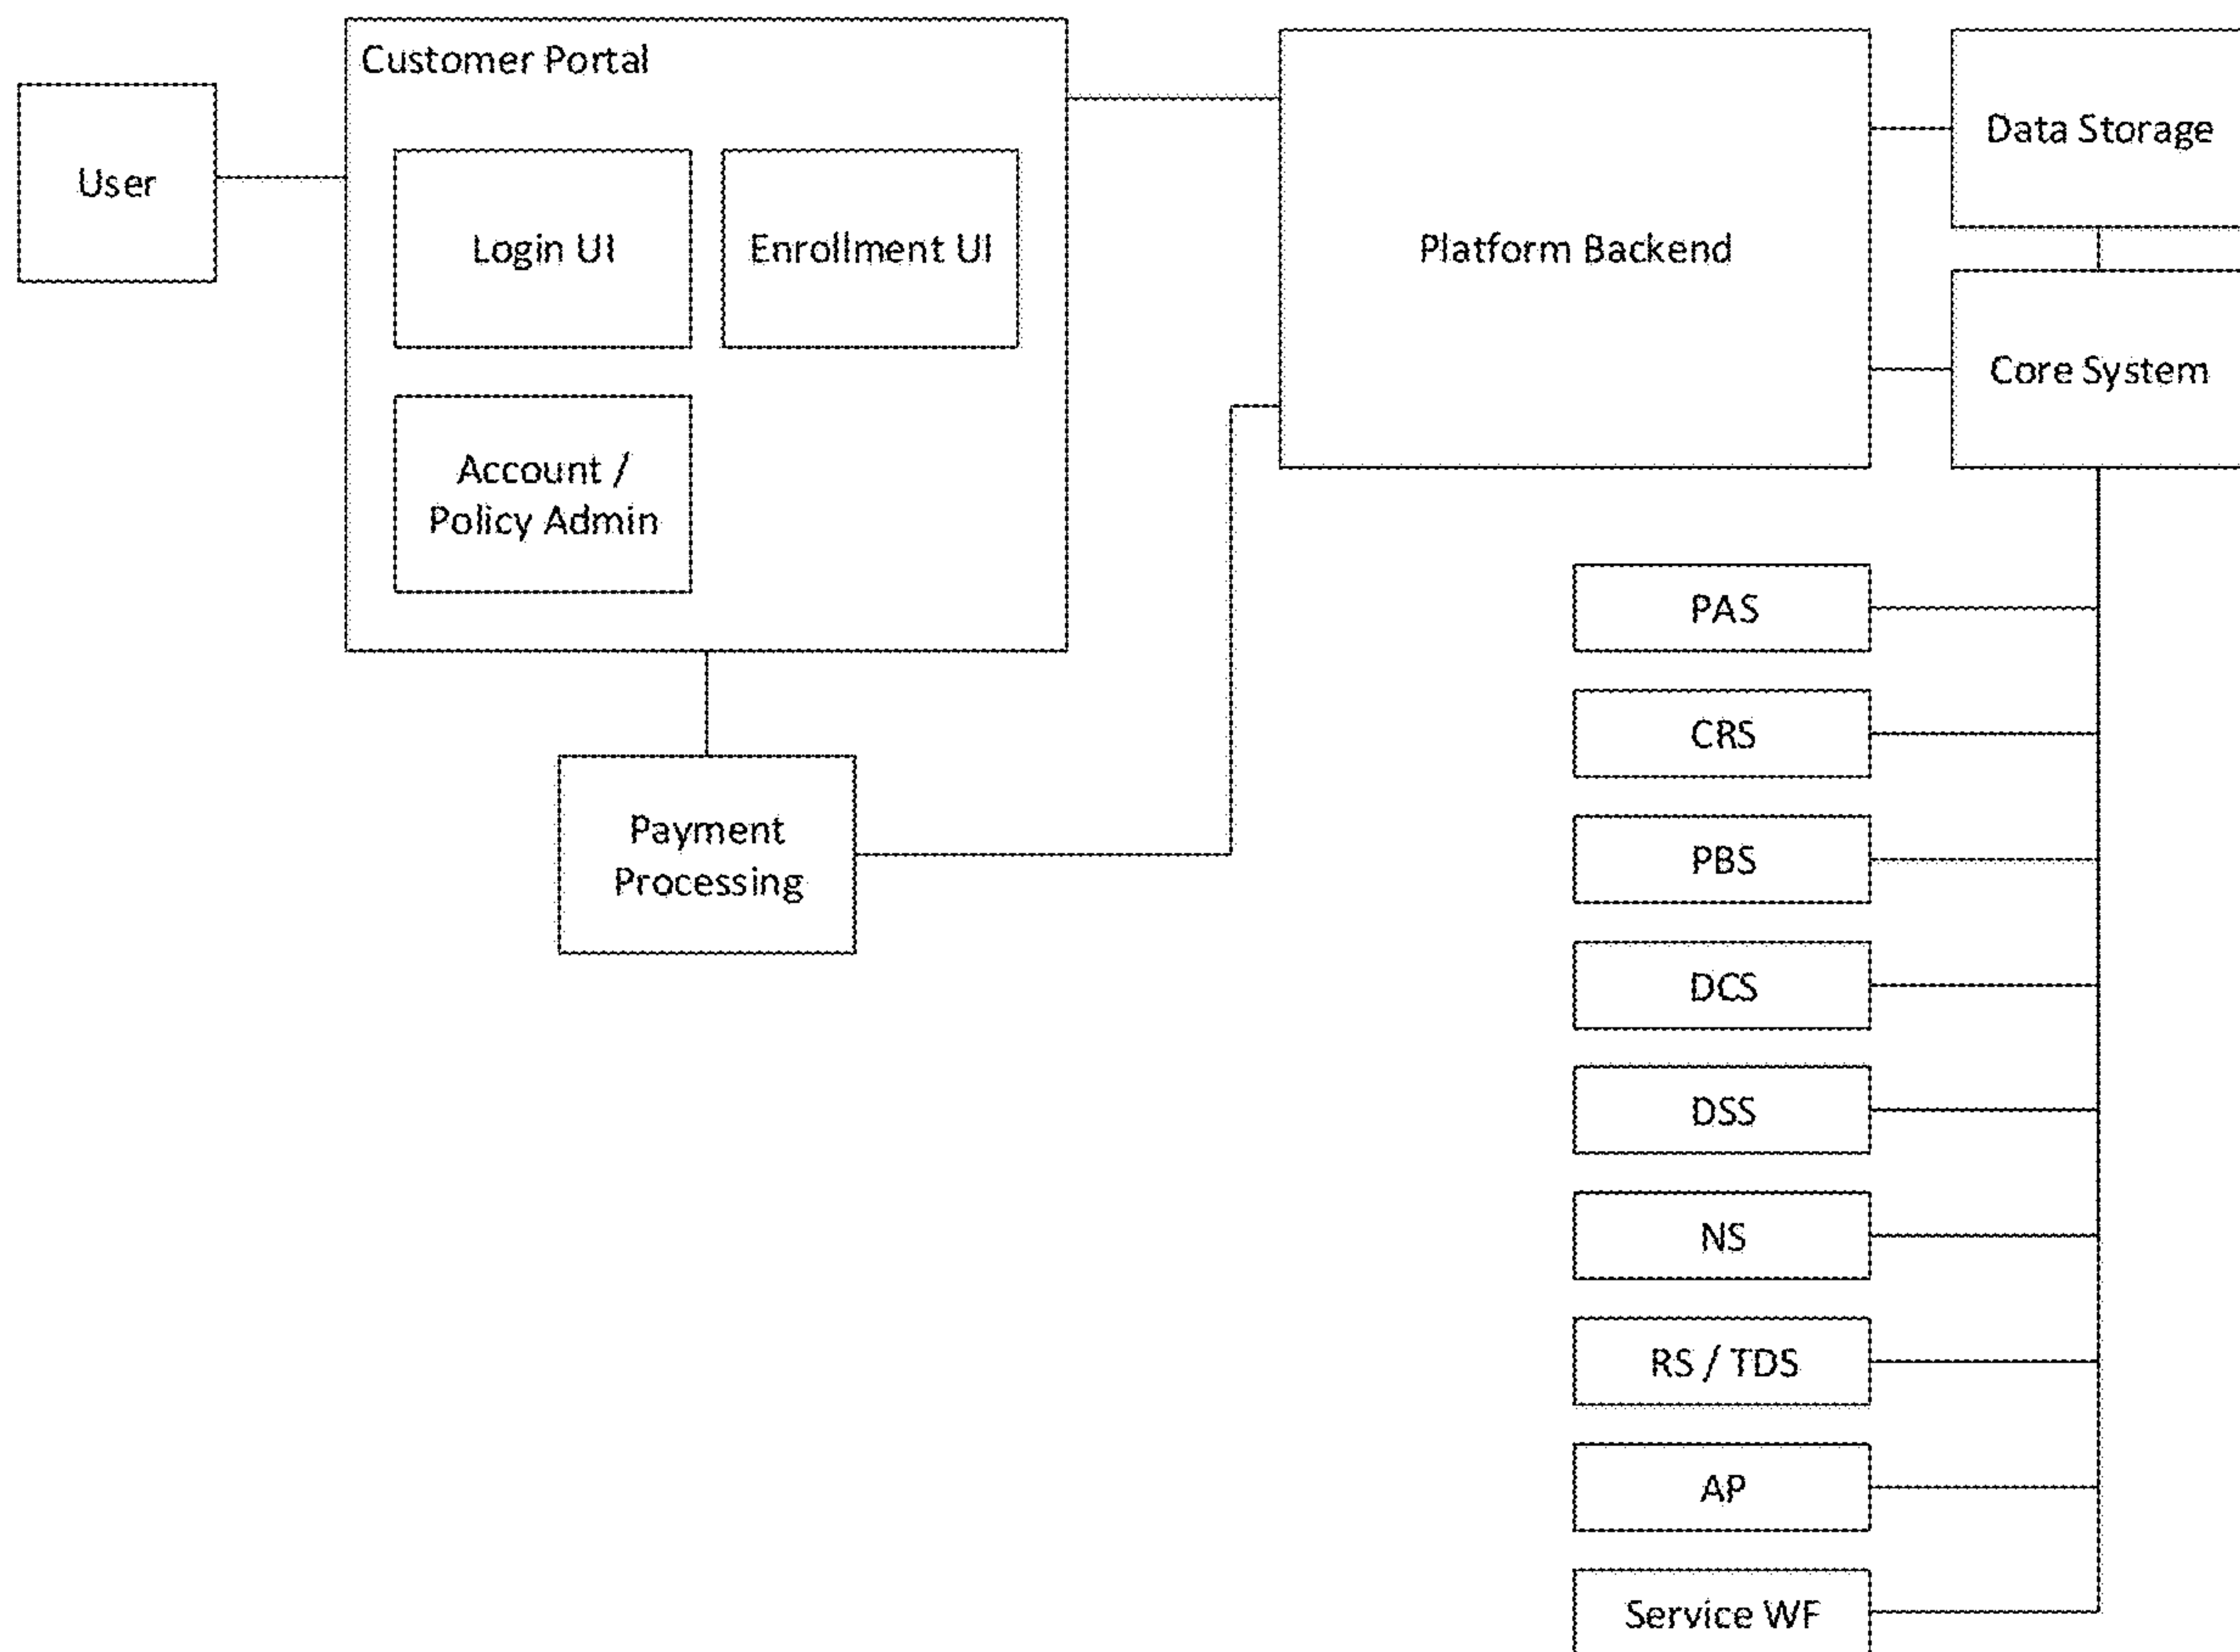 Customer Portal
User
Login UI
Enrollment UI
Account /
Policy Admin
Payment
Processing
Platform Backend
Data Storage
Core System
PAS
CRS
PBS
DCS
DSS
NS
RS / TDS
AP
Service WF